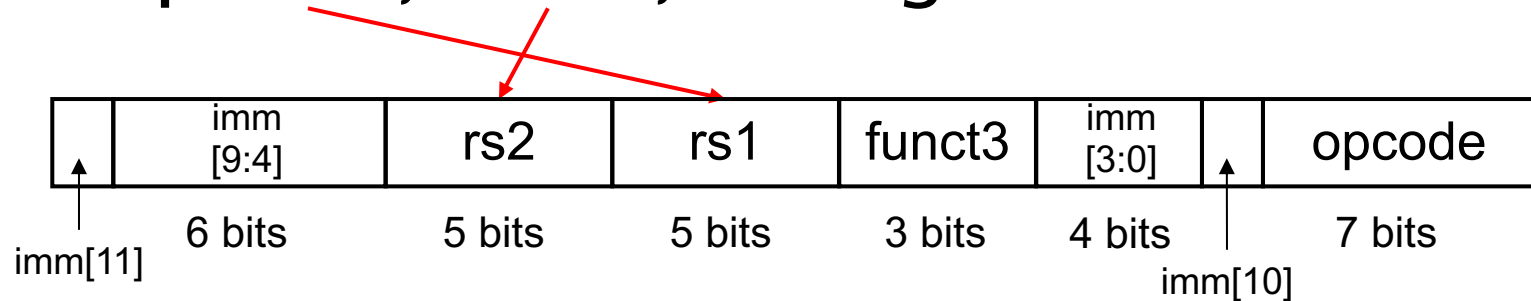 imm
[9:4]
rs2
rs1
funct3
imm
[3:0]
opcode
6 bits
5 bits
5 bits
3 bits
4 bits
7 bits
imm[11]
imm[10]